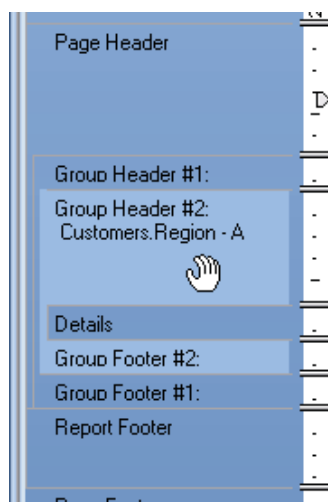 Page Header
Group Header #1:
Group Header #2:
Customers.Region - A
Details
Group Footer #2:
Group Footer #1:
Report Footer